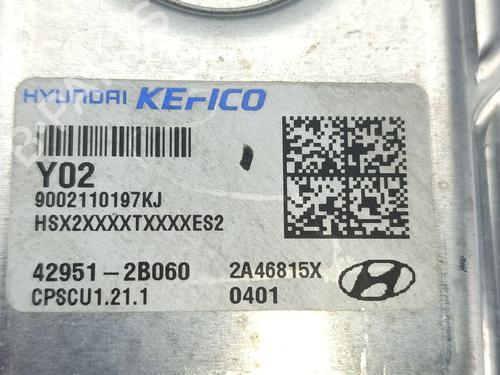 HYUNDAI KEFICO
Y02
9002110197KJ
HSX2XXXXTXXXXES2
42951-2B060 2A46815X
CPSCU1.21.1 0401